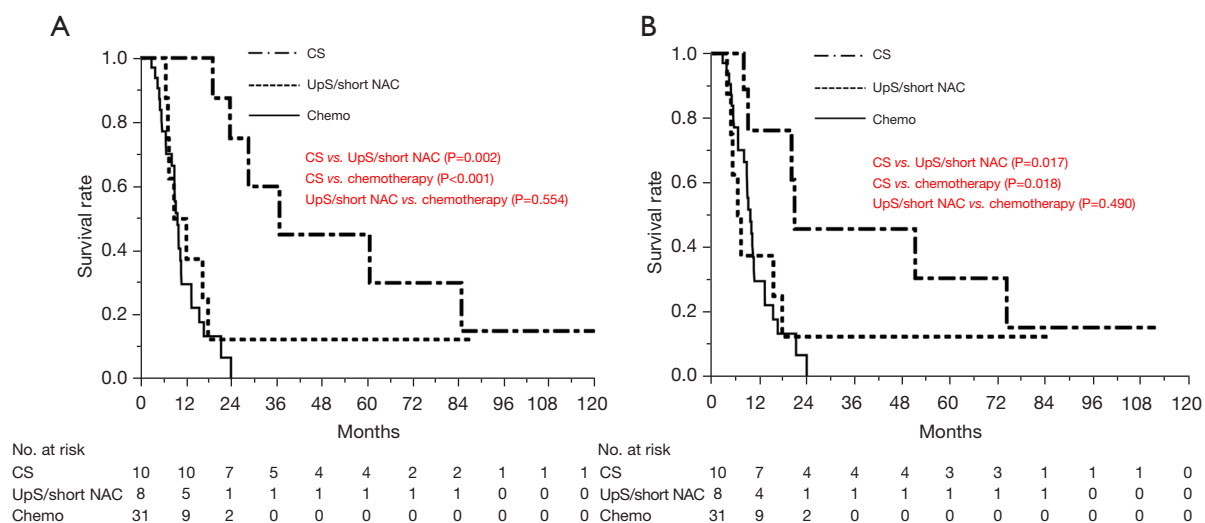 A
1.0
0.8
0.6
0.4
0.2
0.0
Survival rate
CS
UpS/short NAC
Chemo
CS vs. UpS/short NAC (P=0.002)
CS vs. chemotherapy (P<0.001)
UpS/short NAC vs. chemotherapy (P=0.554)
0 12 24 36 48 60 72 84 96 108 120
Months
No. at risk
CS 10 10 7 5 4 4 2 2 1 1 1
UpS/short NAC 8 5 1 1 1 1 1 1 0 0 0
Chemo 31 9 2 0 0 0 0 0 0 0 0
B
1.0
0.8
0.6
0.4
0.2
0.0
Survival rate
CS
UpS/short NAC
Chemo
CS vs. UpS/short NAC (P=0.017)
CS vs. chemotherapy (P=0.018)
UpS/short NAC vs. chemotherapy (P=0.490)
0 12 24 36 48 60 72 84 96 108 120
Months
No. at risk
CS 10 7 4 4 4 3 3 1 1 1 0
UpS/short NAC 8 4 1 1 1 1 1 1 0 0 0
Chemo 31 9 2 0 0 0 0 0 0 0 0